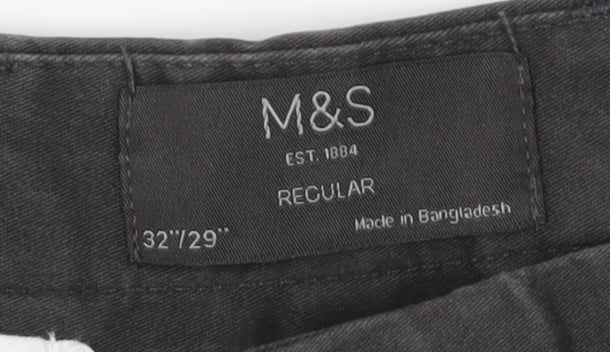 M&S
EST. 1884
REGULAR
32"/29"
Made in Bangladesh